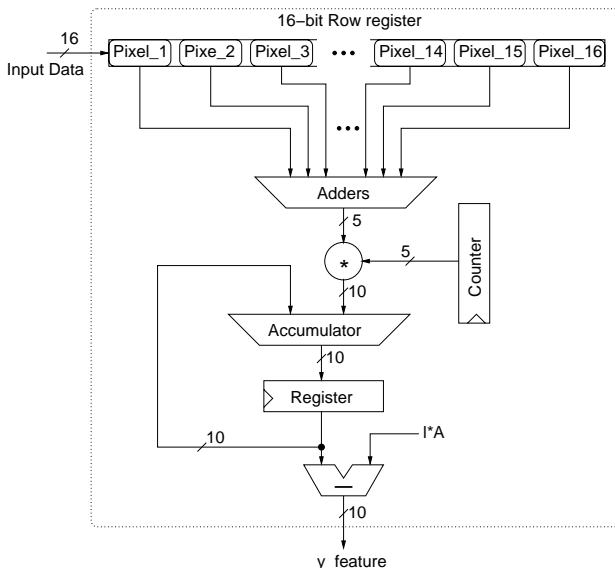 16-bit Row register
16
Input Data
Pixel_1 Pixe_2 Pixel_3 ••• Pixel_14 Pixel_15 Pixel_16
•••
Adders
5
*
5
Counter
10
Accumulator
10
Register
10
I*A
10
y_feature